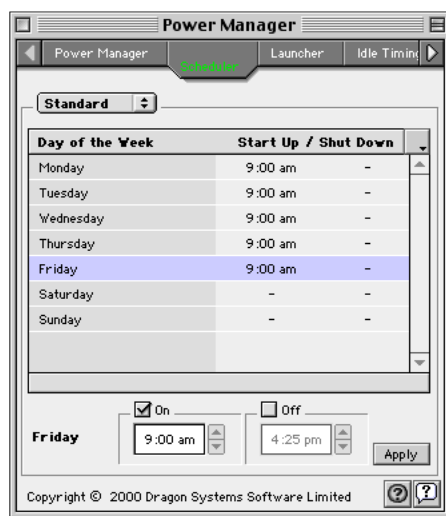 Power Manager
Power Manager Scheduler Launcher Idle Timing
Standard
Day of the Week Start Up / Shut Down
Monday 9:00 am -
Tuesday 9:00 am -
Wednesday 9:00 am -
Thursday 9:00 am -
Friday 9:00 am -
Saturday - -
Sunday - -
On Off
Friday 9:00 am 4:25 pm
Apply
Copyright © 2000 Dragon Systems Software Limited ? ?